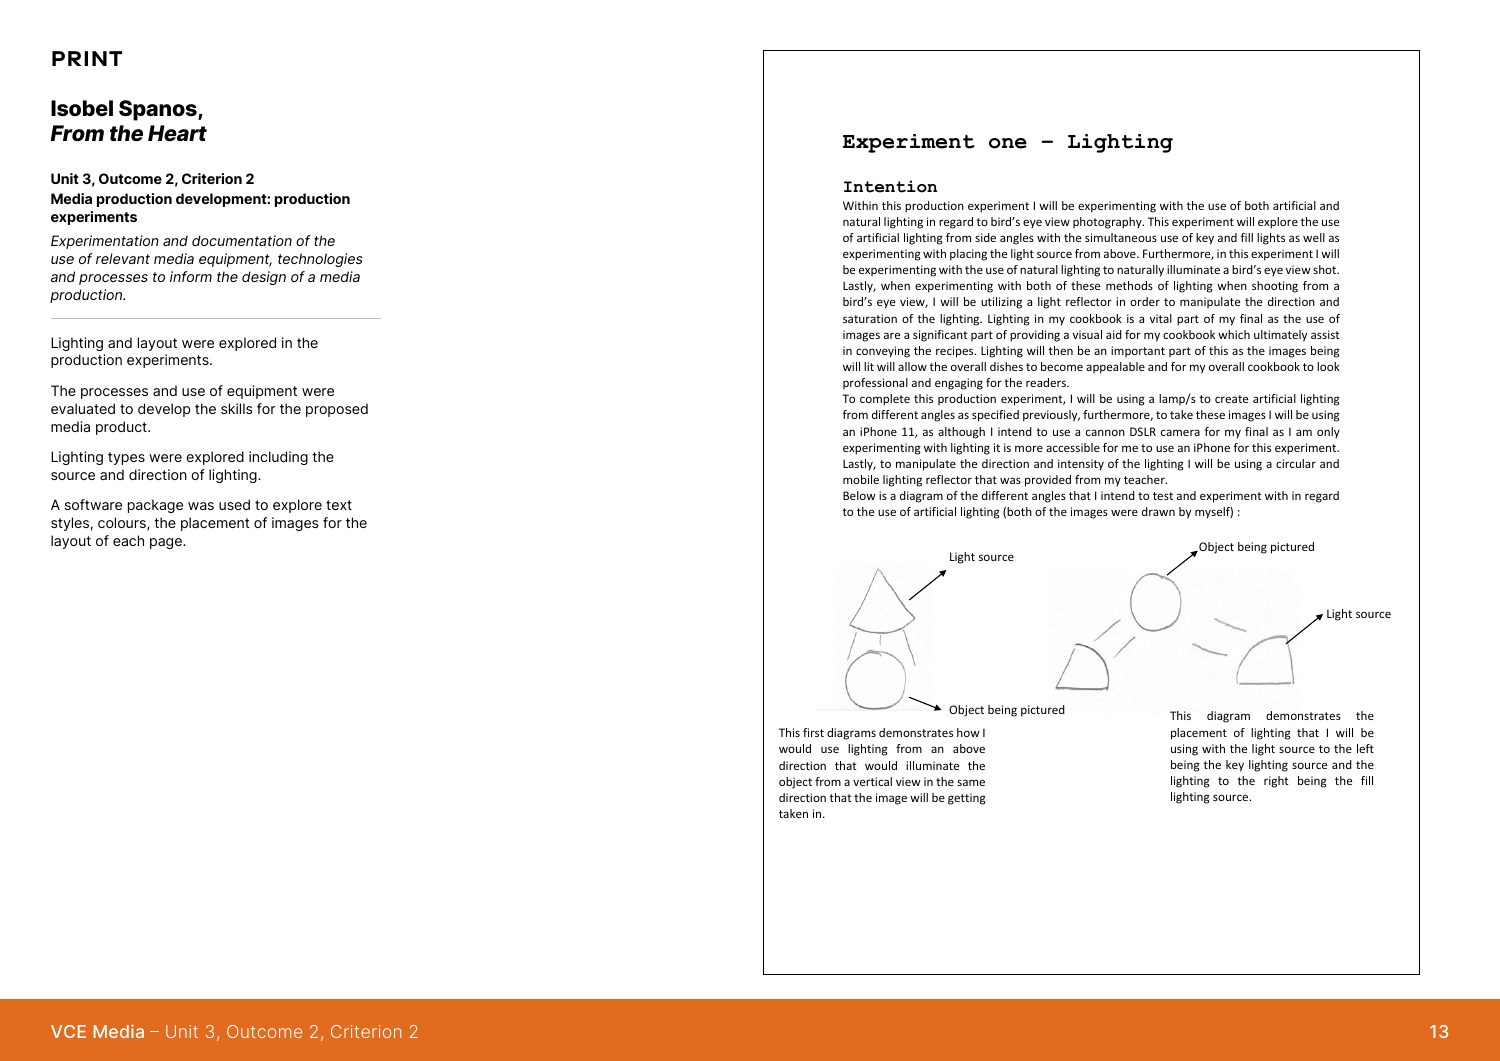 PRINT
Isobel Spanos,
From the Heart
Unit 3, Outcome 2, Criterion 2
Media production development: production
experiments
Experimentation and documentation of the
use of relevant media equipment, technologies
and processes to inform the design of a media
production.
Lighting and layout were explored in the
production experiments.
The processes and use of equipment were
evaluated to develop the skills for the proposed
media product.
Lighting types were explored including the
source and direction of lighting.
A software package was used to explore text
styles, colours, the placement of images for the
layout of each page.
Experiment one – Lighting
Intention
Within this production experiment I will be experimenting with the use of both artificial and
natural lighting in regard to bird’s eye view photography. This experiment will explore the use
of artificial lighting from side angles with the simultaneous use of key and fill lights as well as
experimenting with placing the light source from above. Furthermore, in this experiment I will
be experimenting with the use of natural lighting to naturally illuminate a bird’s eye view shot.
Lastly, when experimenting with both of these methods of lighting when shooting from a
bird’s eye view, I will be utilizing a light reflector in order to manipulate the direction and
saturation of the lighting. Lighting in my cookbook is a vital part of my final as the use of
images are a significant part of providing a visual aid for my cookbook which ultimately assist
in conveying the recipes. Lighting will then be an important part of this as the images being
will lit will allow the overall dishes to become appealable and for my overall cookbook to look
professional and engaging for the readers.
To complete this production experiment, I will be using a lamp/s to create artificial lighting
from different angles as specified previously, furthermore, to take these images I will be using
an iPhone 11, as although I intend to use a cannon DSLR camera for my final as I am only
experimenting with lighting it is more accessible for me to use an iPhone for this experiment.
Lastly, to manipulate the direction and intensity of the lighting I will be using a circular and
mobile lighting reflector that was provided from my teacher.
Below is a diagram of the different angles that I intend to test and experiment with in regard
to the use of artificial lighting (both of the images were drawn by myself) :
Light source
Object being pictured
This first diagrams demonstrates how I
would use lighting from an above
direction that would illuminate the
object from a vertical view in the same
direction that the image will be getting
taken in.
Object being pictured
Light source
This diagram demonstrates the
placement of lighting that I will be
using with the light source to the left
being the key lighting source and the
lighting to the right being the fill
lighting source.
VCE Media – Unit 3, Outcome 2, Criterion 2
13